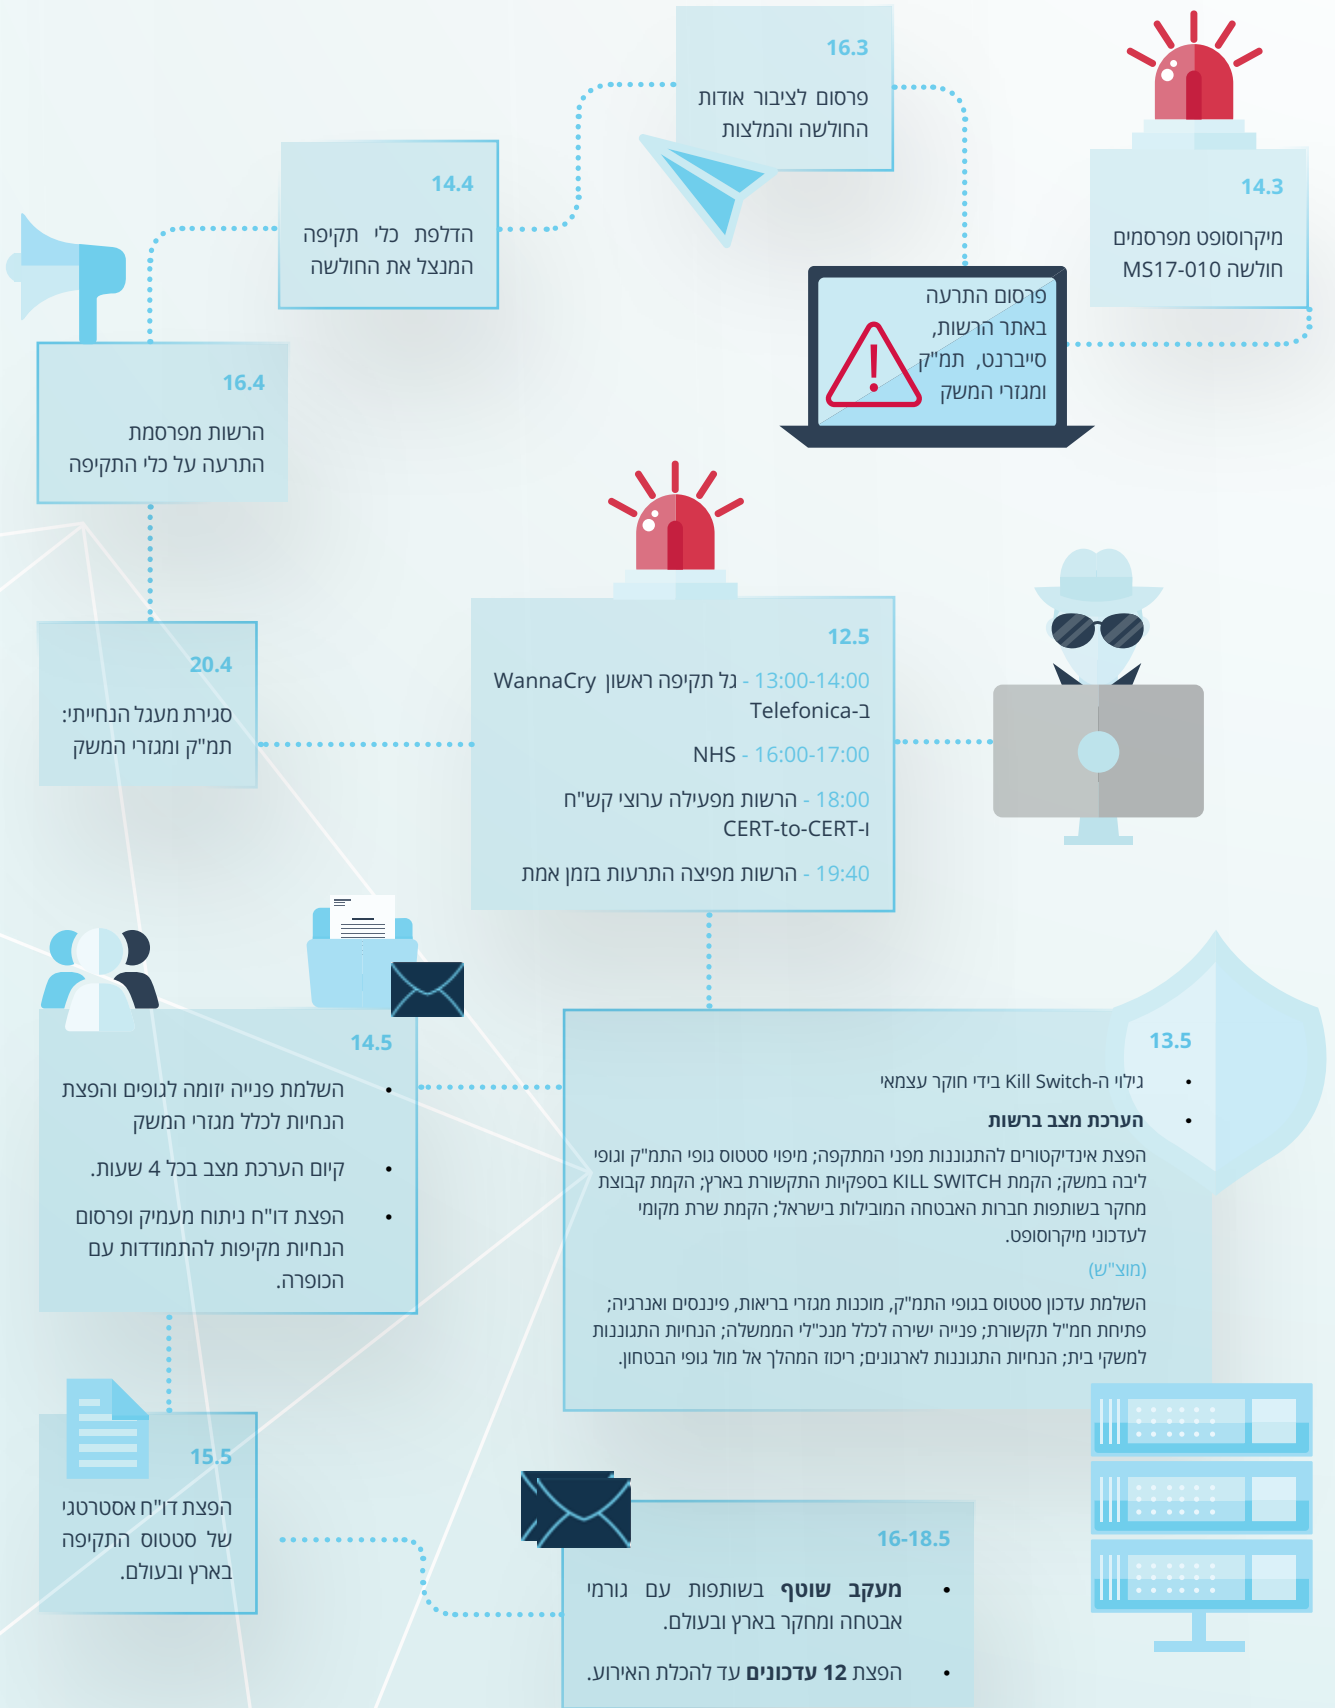 14.3
מיקרוסופט מפרסמים
חולשה MS17-010
פרסום התרעה
באתר הרשות,
סייברנט, תמ"ק
ומגזרי המשק
16.3
פרסום לציבור אודות
החולשה והמלצות
14.4
הדלפת כלי תקיפה
המנצל את החולשה
16.4
הרשות מפרסמת
התרעה על כלי התקיפה
20.4
סגירת מעגל הנחייתי:
תמ"ק ומגזרי המשק
12.5
13:00-14:00 - גל תקיפה ראשון WannaCry
ב-Telefonica
16:00-17:00 - NHS
18:00 - הרשות מפעילה ערוצי קש"ח
ו-CERT-to-CERT
19:40 - הרשות מפיצה התרעות בזמן אמת
13.5
• גילוי ה-Kill Switch בידי חוקר עצמאי
• הערכת מצב ברשות
הפצת אינדיקטורים להתגוננות מפני המתקפה; מיפוי סטטוס גופי התמ"ק וגופי
ליבה במשק; הקמת KILL SWITCH בספקיות התקשורת בארץ; הקמת קבוצת
מחקר בשותפות חברות האבטחה המובילות בישראל; הקמת שרת מקומי
לעדכוני מיקרוסופט.
(מוצ"ש)
השלמת עדכון סטטוס בגופי התמ"ק, מוכנות מגזרי בריאות, פיננסים ואנרגיה;
פתיחת חמ"ל תקשורת; פנייה ישירה לכלל מנכ"לי הממשלה; הנחיות התגוננות
למשקי בית; הנחיות התגוננות לארגונים; ריכוז המהלך אל מול גופי הבטחון.
14.5
• השלמת פנייה יזומה לגופים והפצת
הנחיות לכלל מגזרי המשק
• קיום הערכת מצב בכל 4 שעות.
• הפצת דו"ח ניתוח מעמיק ופרסום
הנחיות מקיפות להתמודדות עם
הכופרה.
15.5
הפצת דו"ח אסטרטגי
של סטטוס התקיפה
בארץ ובעולם.
16-18.5
• מעקב שוטף בשותפות עם גורמי
אבטחה ומחקר בארץ ובעולם.
• הפצת 12 עדכונים עד להכלת האירוע.